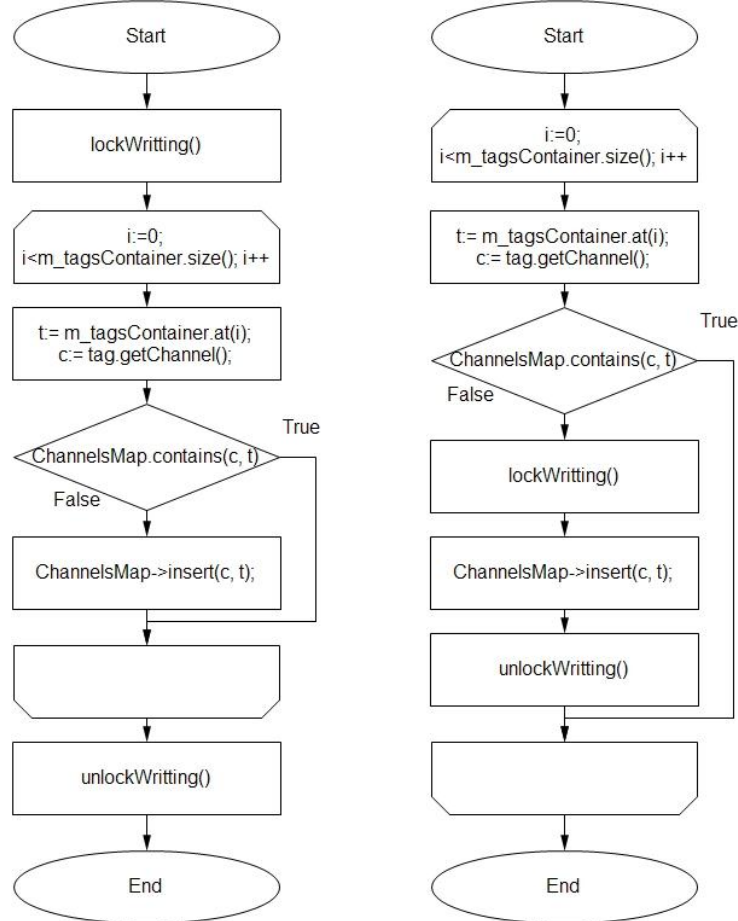 Start
lockWritting()
i:=0;
i<m_tagsContainer.size(); i++
t:= m_tagsContainer.at(i);
c:= tag.getChannel();
ChannelsMap.contains(c, t)
True
False
ChannelsMap->insert(c, t);
unlockWritting()
End
Start
i:=0;
i<m_tagsContainer.size(); i++
t:= m_tagsContainer.at(i);
c:= tag.getChannel();
ChannelsMap.contains(c, t)
True
False
lockWritting()
ChannelsMap->insert(c, t);
unlockWritting()
End